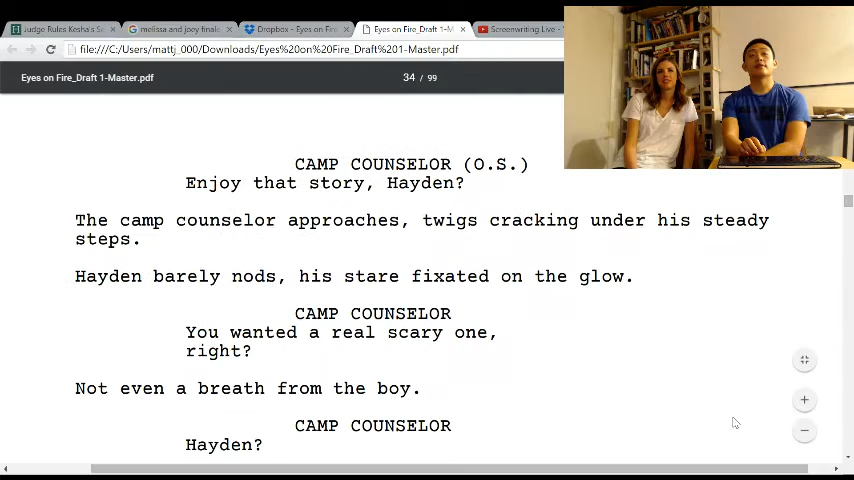 Judge Rules Kesha's Se
melissa and joey finale
Dropbox - Eyes on Fire_
Eyes on Fire_Draft 1-M
Screenwriting Live -
file:///C:/Users/mattj_000/Downloads/Eyes%20on%20Fire_Draft%201-Master.pdf
Eyes on Fire_Draft 1-Master.pdf
34 / 99
CAMP COUNSELOR (O.S.)
Enjoy that story, Hayden?
The camp counselor approaches, twigs cracking under his steady
steps.
Hayden barely nods, his stare fixated on the glow.
CAMP COUNSELOR
You wanted a real scary one,
right?
Not even a breath from the boy.
CAMP COUNSELOR
Hayden?